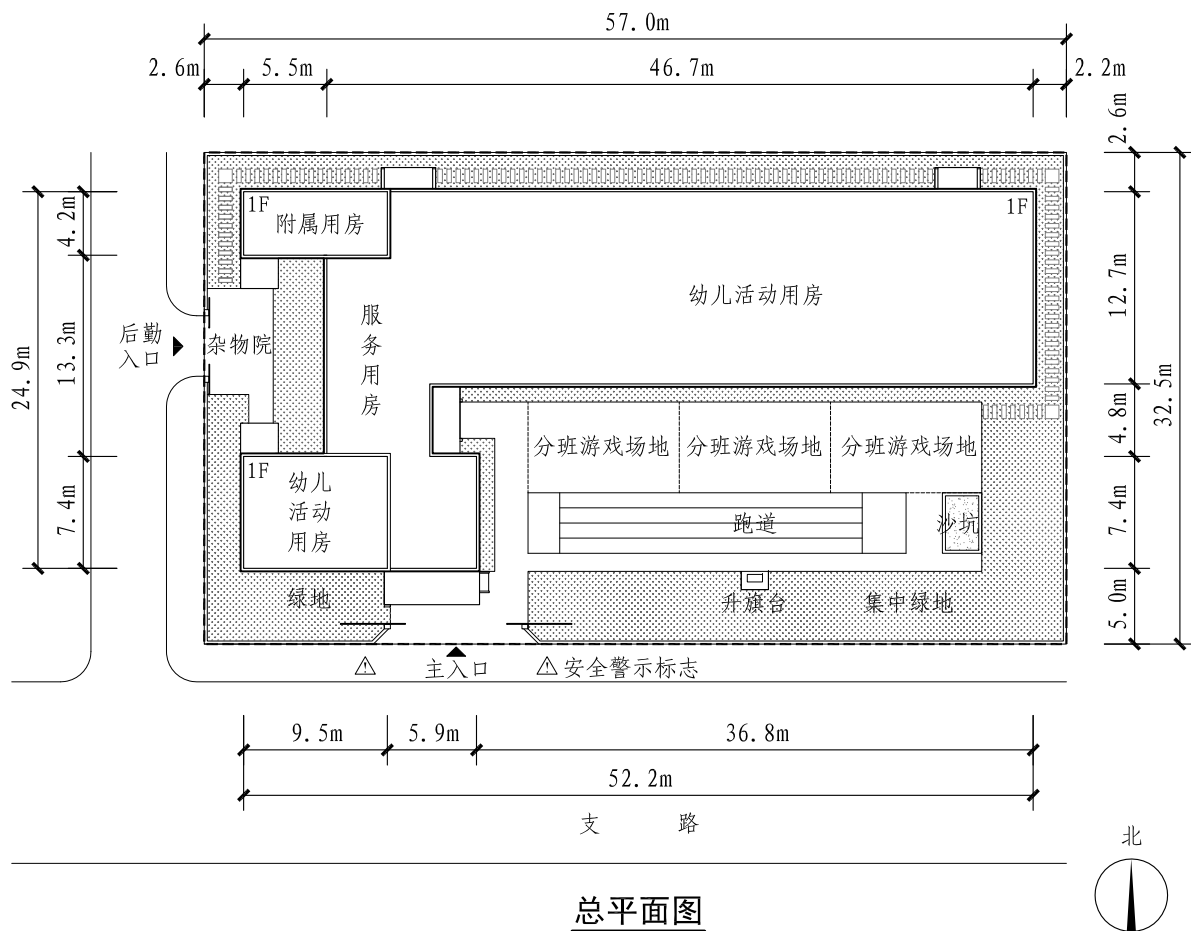 57.0m
2.6m
5.5m
46.7m
2.2m
2.6m
4.2m
1F
附属用房
1F
幼儿活动用房
12.7m
服
务
用
房
后勤
入口
杂物院
13.3m
24.9m
32.5m
4.8m
分班游戏场地
分班游戏场地
分班游戏场地
1F
幼儿
活动
用房
7.4m
跑道
沙坑
7.4m
绿地
升旗台
集中绿地
5.0m
主入口
安全警示标志
9.5m
5.9m
36.8m
52.2m
支 路
北
总平面图